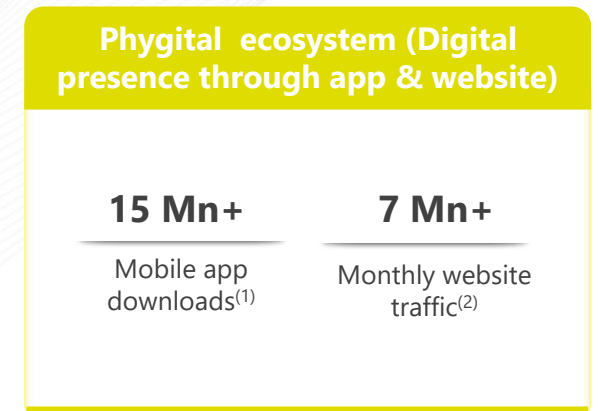 Phygital  ecosystem (Digital
presence through app & website)
15 Mn+
7 Mn+
Mobile app
downloads(1)
Monthly website
traffic(2)